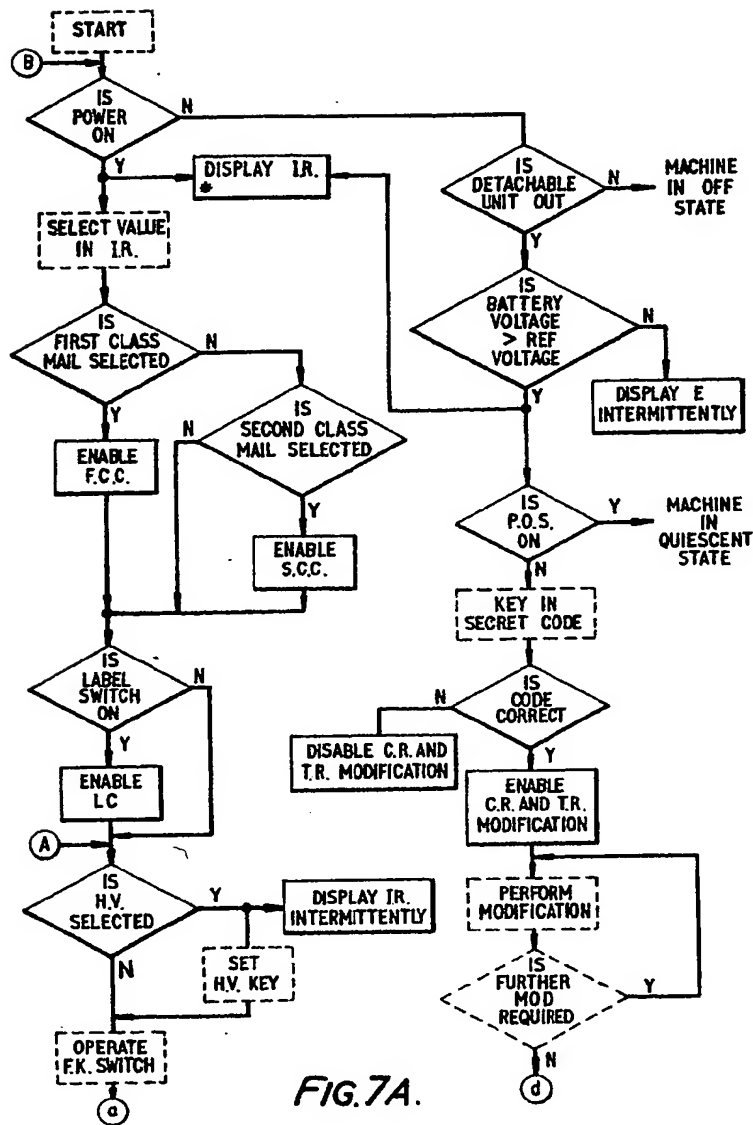 START
B
IS
POWER
ON
N
Y
DISPLAY I.R.
*
IS
DETACHABLE
UNIT OUT
N
MACHINE
IN OFF
STATE
Y
SELECT VALUE
IN I.R.
IS
BATTERY
VOLTAGE
> REF
VOLTAGE
N
Y
DISPLAY E
INTERMITTENTLY
IS
FIRST CLASS
MAIL SELECTED
N
Y
IS
SECOND CLASS
MAIL SELECTED
N
Y
ENABLE
F.C.C.
ENABLE
S.C.C.
IS
P.O.S.
ON
Y
MACHINE
IN
QUIESCENT
STATE
N
KEY IN
SECRET CODE
IS
LABEL
SWITCH
ON
N
Y
IS
CODE
CORRECT
N
Y
DISABLE C.R. AND
T.R. MODIFICATION
ENABLE
LC
ENABLE
C.R. AND T.R.
MODIFICATION
A
IS
H.V.
SELECTED
Y
N
DISPLAY I.R.
INTERMITTENTLY
SET
H.V. KEY
PERFORM
MODIFICATION
IS
FURTHER
MOD
REQUIRED
Y
N
OPERATE
F.K. SWITCH
a
d
FIG. 7A.